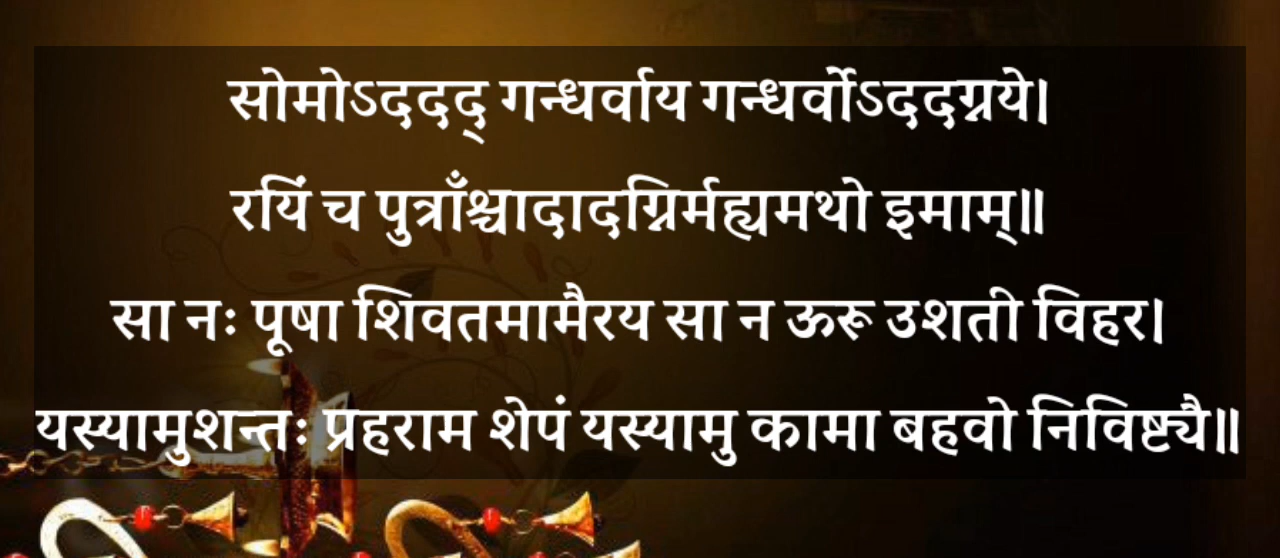 सोमोऽददद् गन्धर्वाय गन्धर्वोऽददग्नये।
रयिं च पुत्राँश्चादादग्निर्मह्यमथो इमाम्॥
सा नः पूषा शिवतमामैरय सा न ऊरू उशती विहर।
यस्यामुशन्तः प्रहराम शेपं यस्यामु कामा बहवो निविष्ट्यै॥